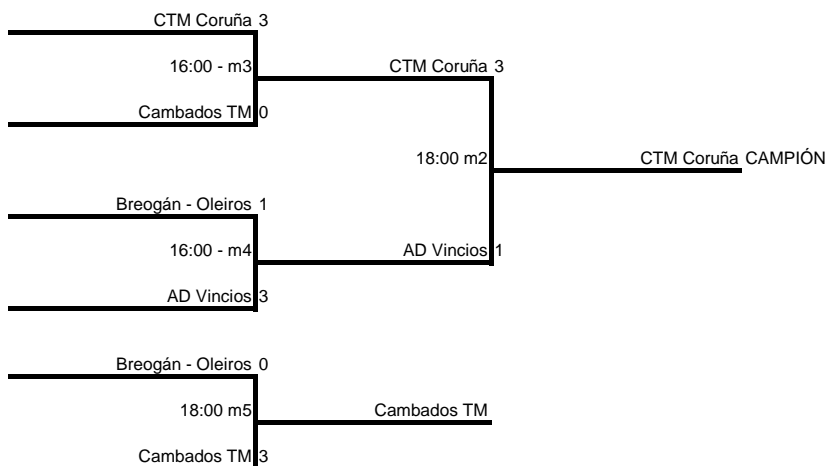 CTM Coruña 3
16:00 - m3
CTM Coruña 3
Cambados TM 0
18:00 m2
CTM Coruña CAMPIÓN
Breogán - Oleiros 1
16:00 - m4
AD Vincios 1
AD Vincios 3
Breogán - Oleiros 0
18:00 m5
Cambados TM
Cambados TM 3